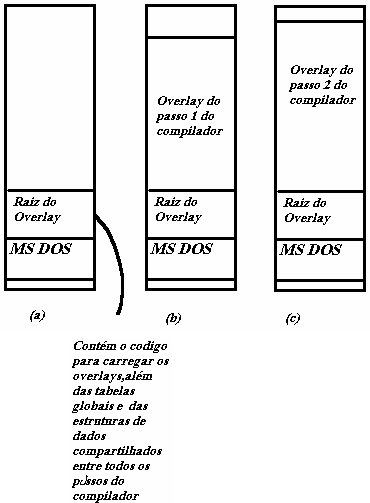 Raiz do
Overlay
MS DOS
(a)
Overlay do
passo 1 do
compilador
Raiz do
Overlay
MS DOS
(b)
Overlay do
passo 2 do
compilador
Raiz do
Overlay
MS DOS
(c)
Contém o codigo
para carregar os
overlays,além
das tabelas
globais e das
estruturas de
dados
compartilhados
entre todos os
passos do
compilador